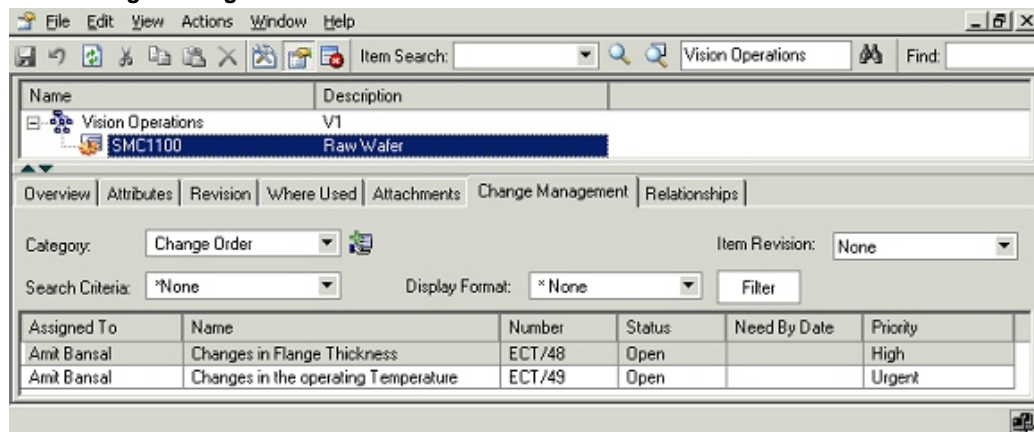 File Edit View Actions Window Help
Item Search: Vision Operations Find:
Name Description
Vision Operations V1
SMC1100 Raw Wafer
Overview Attributes Revision Where Used Attachments Change Management Relationships
Category: Change Order Item Revision: None
Search Criteria: *None Display Format: * None Filter
Assigned To Name Number Status Need By Date Priority
Amit Bansal Changes in Flange Thickness ECT/48 Open High
Amit Bansal Changes in the operating Temperature ECT/49 Open Urgent